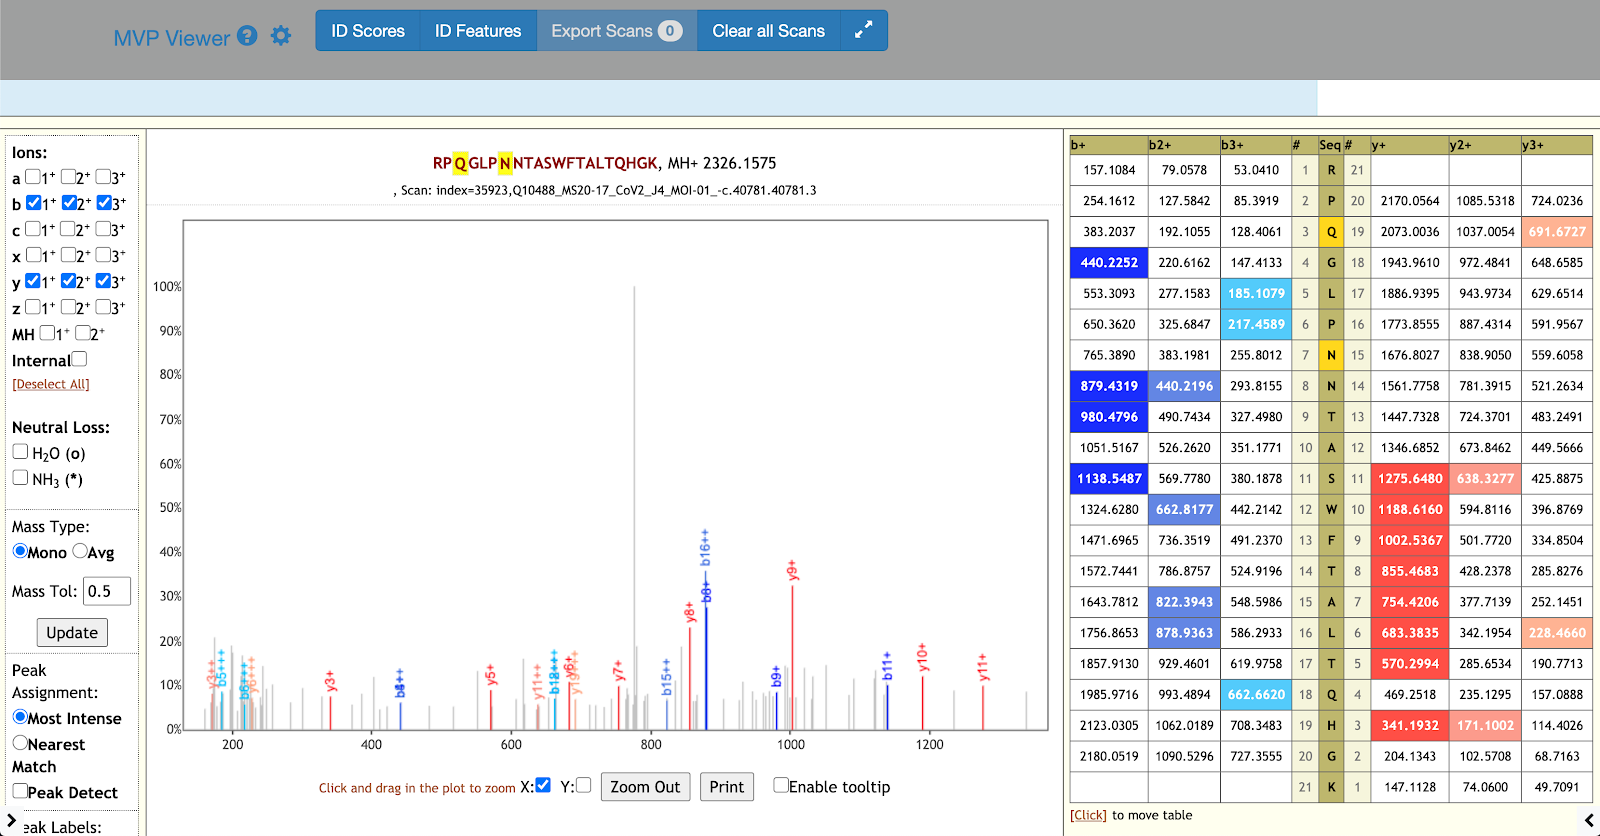 MVP Viewer ? ID Scores ID Features Export Scans 0 Clear all Scans
Ions:
a 1+ 2+ 3+
b 1+ 2+ 3+
c 1+ 2+ 3+
x 1+ 2+ 3+
y 1+ 2+ 3+
z 1+ 2+ 3+
MH 1+ 2+
Internal
[Deselect All]
Neutral Loss:
H2O (o)
NH3 (*)
Mass Type:
Mono Avg
Mass Tol: 0.5
Update
Peak
Assignment:
Most Intense
Nearest
Match
Peak Detect
eak Labels:
RPQGLPNNTASWFTALTQHGK, MH+ 2326.1575
, Scan: index=35923,Q10488_MS20-17_CoV2_J4_MOI-01_-c.40781.40781.3
100%
90%
80%
70%
60%
50%
40%
30%
20%
10%
0%
y3+++ b5+++ b6+++ y6+++ y3+ b4+ y5+ y11++ b18+++ y6+ y19+++ y7+ b15++ y8+ b16++ b8+ b9+ y9+ b11+ y10+ y11+
200 400 600 800 1000 1200
Click and drag in the plot to zoom X: Y: Zoom Out Print Enable tooltip
b+ b2+ b3+ # Seq # y+ y2+ y3+
157.1084 79.0578 53.0410 1 R 21
254.1612 127.5842 85.3919 2 P 20 2170.0564 1085.5318 724.0236
383.2037 192.1055 128.4061 3 Q 19 2073.0036 1037.0054 691.6727
440.2252 220.6162 147.4133 4 G 18 1943.9610 972.4841 648.6585
553.3093 277.1583 185.1079 5 L 17 1886.9395 943.9734 629.6514
650.3620 325.6847 217.4589 6 P 16 1773.8555 887.4314 591.9567
765.3890 383.1981 255.8012 7 N 15 1676.8027 838.9050 559.6058
879.4319 440.2196 293.8155 8 N 14 1561.7758 781.3915 521.2634
980.4796 490.7434 327.4980 9 T 13 1447.7328 724.3701 483.2491
1051.5167 526.2620 351.1771 10 A 12 1346.6852 673.8462 449.5666
1138.5487 569.7780 380.1878 11 S 11 1275.6480 638.3277 425.8875
1324.6280 662.8177 442.2142 12 W 10 1188.6160 594.8116 396.8769
1471.6965 736.3519 491.2370 13 F 9 1002.5367 501.7720 334.8504
1572.7441 786.8757 524.9196 14 T 8 855.4683 428.2378 285.8276
1643.7812 822.3943 548.5986 15 A 7 754.4206 377.7139 252.1451
1756.8653 878.9363 586.2933 16 L 6 683.3835 342.1954 228.4660
1857.9130 929.4601 619.9758 17 T 5 570.2994 285.6534 190.7713
1985.9716 993.4894 662.6620 18 Q 4 469.2518 235.1295 157.0888
2123.0305 1062.0189 708.3483 19 H 3 341.1932 171.1002 114.4026
2180.0519 1090.5296 727.3555 20 G 2 204.1343 102.5708 68.7163
21 K 1 147.1128 74.0600 49.7091
[Click] to move table